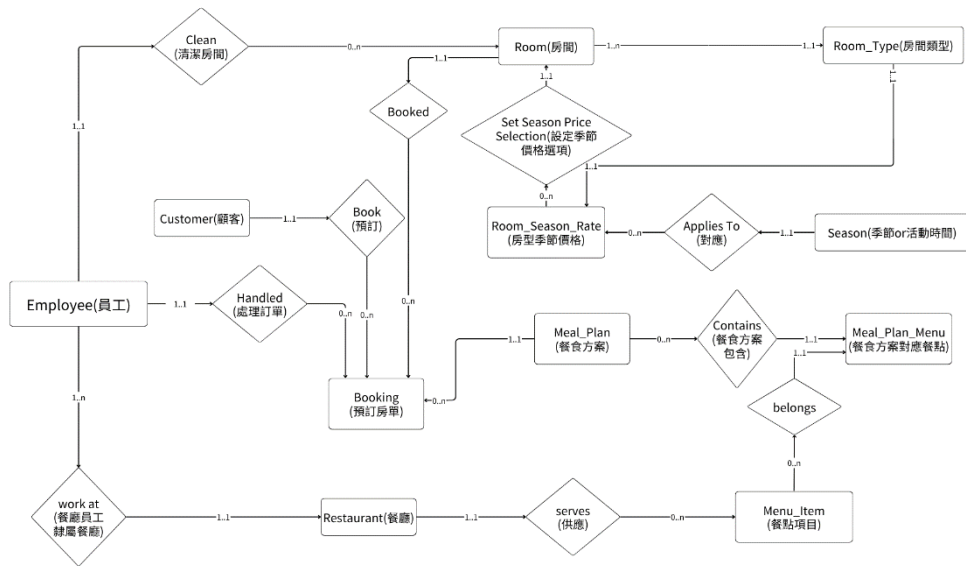 Clean
(清潔房間)
0..n
Room(房間)
1..n
1..1
Room_Type(房間類型)
1..1
1..1
1..1
1..1
Booked
Set Season Price
Selection(設定季節
價格選項)
1..1
0..n
Customer(顧客)
1..1
Book
(預訂)
Room_Season_Rate
(房型季節價格)
0..n
Applies To
(對應)
1..1
Season(季節or活動時間)
Employee(員工)
1..1
Handled
(處理訂單)
0..n
0..n
0..n
Meal_Plan
(餐食方案)
0..n
Contains
(餐食方案
包含)
1..1
Meal_Plan_Menu
(餐食方案對應餐點)
1..1
1..1
Booking
(預訂房單)
0..n
belongs
1..n
0..n
work at
(餐廳員工
隸屬餐廳)
1..1
Restaurant(餐廳)
1..1
serves
(供應)
0..n
Menu_Item
(餐點項目)